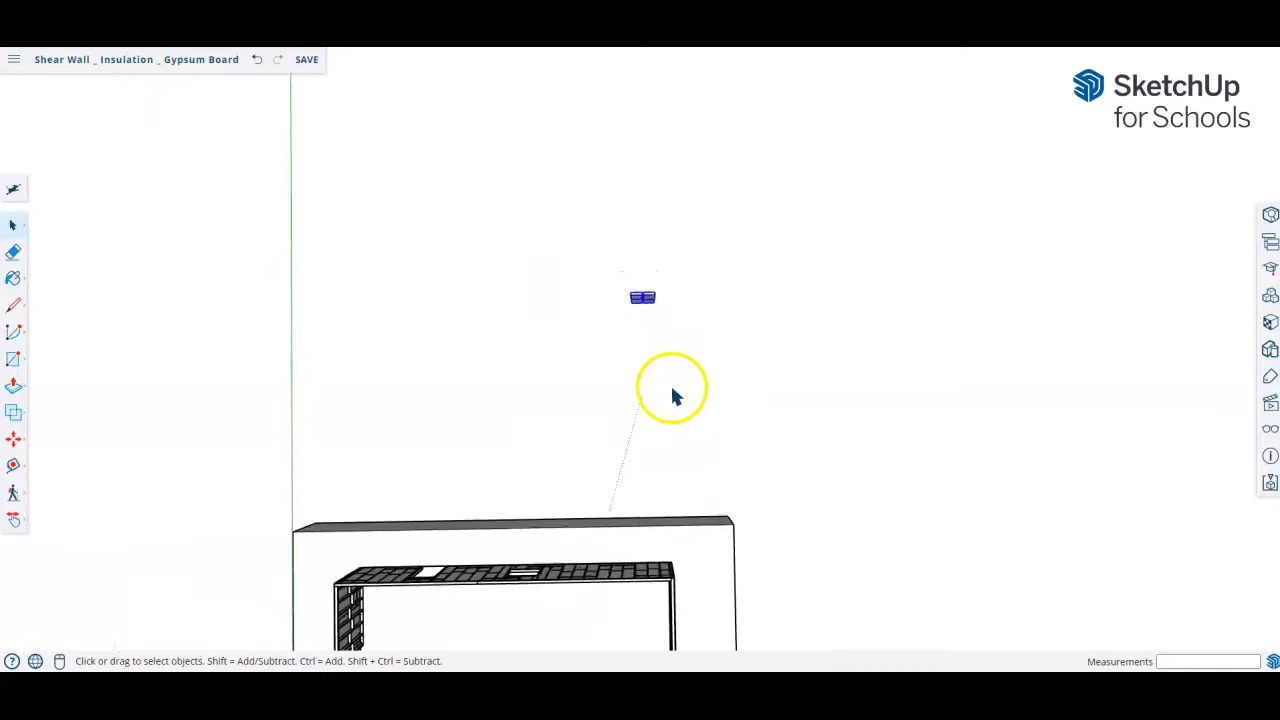 Shear Wall _ Insulation _ Gypsum Board
SAVE
SketchUp
for Schools
Click or drag to select objects. Shift = Add/Subtract. Ctrl = Add. Shift + Ctrl = Subtract.
Measurements